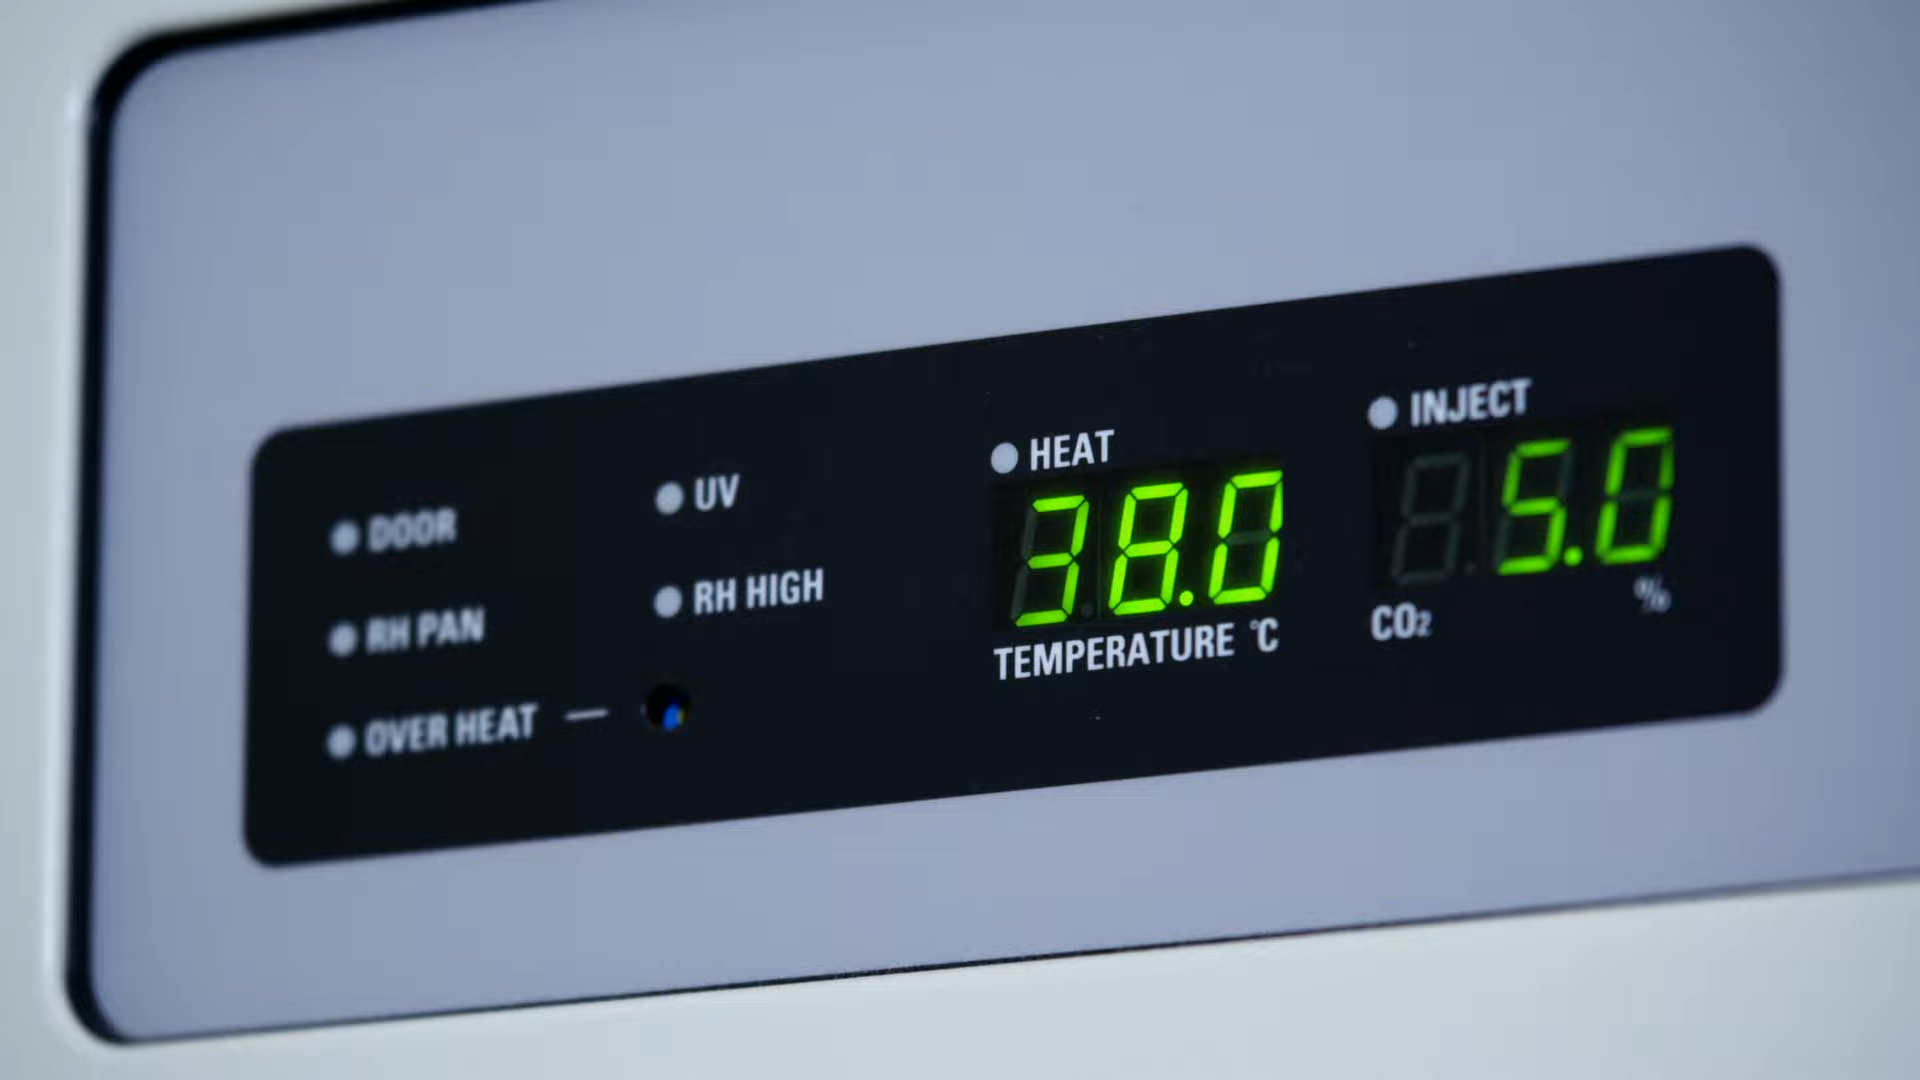 DOOR
RH PAN
OVER HEAT
UV
RH HIGH
HEAT
38.0
TEMPERATURE °C
INJECT
5.0
CO2 %